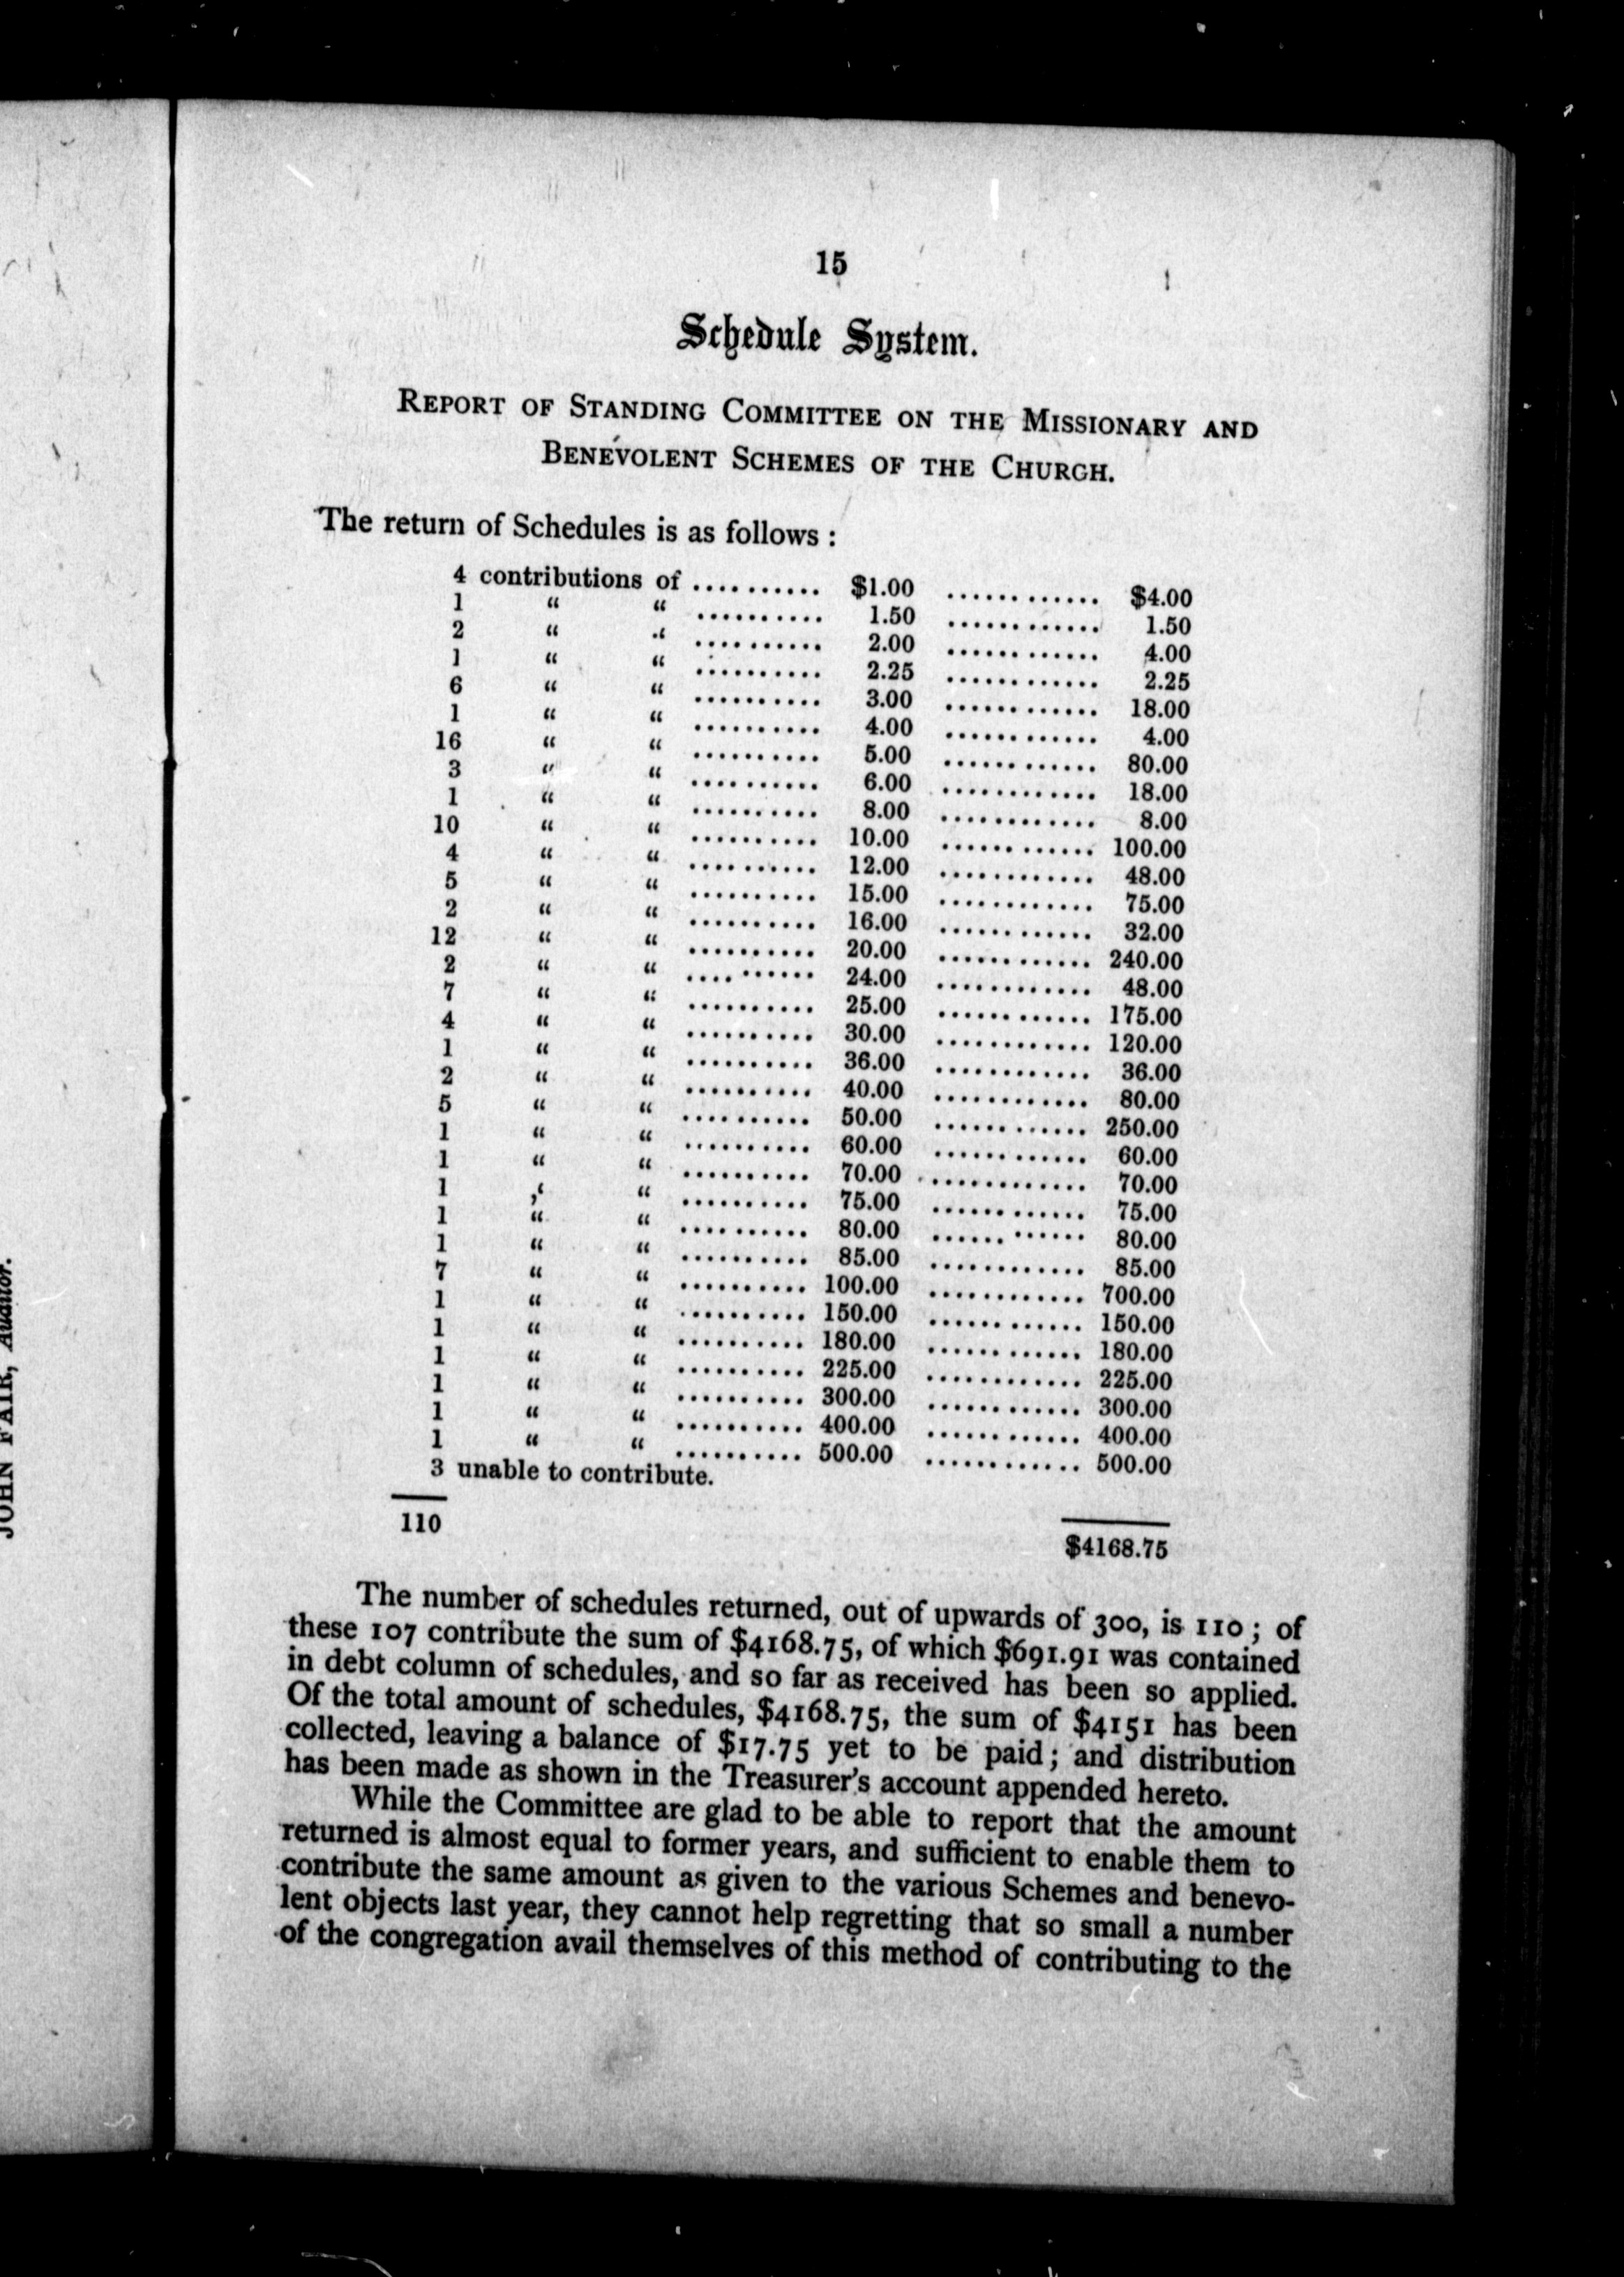 15
Schedule System.
REPORT OF STANDING COMMITTEE ON THE MISSIONARY AND
BENEVOLENT SCHEMES OF THE CHURGH.
The return of Schedules is as follows :
4 contributions of .......... $1.00 ............ $4.00
1 “ “ .......... 1.50 ............ 1.50
2 “ “ .......... 2.00 ............ 4.00
1 “ “ .......... 2.25 ............ 2.25
6 “ “ .......... 3.00 ............ 18.00
1 “ “ .......... 4.00 ............ 4.00
16 “ “ .......... 5.00 ............ 80.00
3 “ “ .......... 6.00 ............ 18.00
1 “ “ .......... 8.00 ............ 8.00
10 “ “ .......... 10.00 ............ 100.00
4 “ “ .......... 12.00 ............ 48.00
5 “ “ .......... 15.00 ............ 75.00
2 “ “ .......... 16.00 ............ 32.00
12 “ “ .......... 20.00 ............ 240.00
2 “ “ .......... 24.00 ............ 48.00
7 “ “ .......... 25.00 ............ 175.00
4 “ “ .......... 30.00 ............ 120.00
1 “ “ .......... 36.00 ............ 36.00
2 “ “ .......... 40.00 ............ 80.00
5 “ “ .......... 50.00 ............ 250.00
1 “ “ .......... 60.00 ............ 60.00
1 “ “ .......... 70.00 ............ 70.00
1 ,‘ “ .......... 75.00 ............ 75.00
1 “ “ .......... 80.00 ............ 80.00
1 “ “ .......... 85.00 ............ 85.00
7 “ “ .......... 100.00 ............ 700.00
1 “ “ .......... 150.00 ............ 150.00
1 “ “ .......... 180.00 ............ 180.00
1 “ “ .......... 225.00 ............ 225.00
1 “ “ .......... 300.00 ............ 300.00
1 “ “ .......... 400.00 ............ 400.00
1 “ “ .......... 500.00 ............ 500.00
3 unable to contribute.
110 $4168.75
The number of schedules returned, out of upwards of 300, is 110 ; of
these 107 contribute the sum of $4168.75, of which $691.91 was contained
in debt column of schedules, and so far as received has been so applied.
Of the total amount of schedules, $4168.75, the sum of $4151 has been
collected, leaving a balance of $17.75 yet to be paid ; and distribution
has been made as shown in the Treasurer’s account appended hereto.
While the Committee are glad to be able to report that the amount
returned is almost equal to former years, and sufficient to enable them to
contribute the same amount as given to the various Schemes and benevo-
lent objects last year, they cannot help regretting that so small a number
of the congregation avail themselves of this method of contributing to the
JOHN FAIR, Auditor.